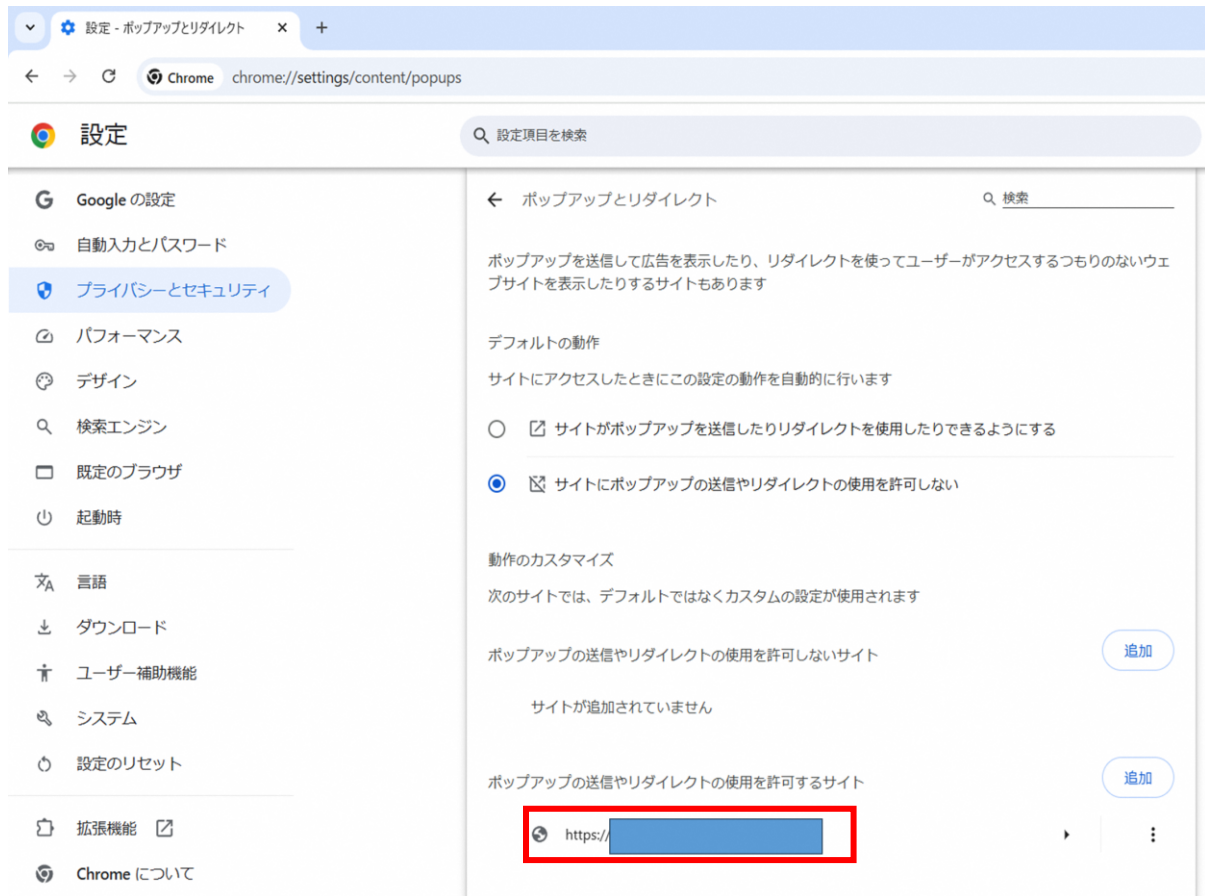 設定 - ポップアップとリダイレクト
Chrome
chrome://settings/content/popups
設定
設定項目を検索
Google の設定
自動入力とパスワード
プライバシーとセキュリティ
パフォーマンス
デザイン
検索エンジン
既定のブラウザ
起動時
言語
ダウンロード
ユーザー補助機能
システム
設定のリセット
拡張機能
Chrome について
ポップアップとリダイレクト
検索
ポップアップを送信して広告を表示したり、リダイレクトを使ってユーザーがアクセスするつもりのないウェ
ブサイトを表示したりするサイトもあります
デフォルトの動作
サイトにアクセスしたときにこの設定の動作を自動的に行います
サイトがポップアップを送信したりリダイレクトを使用したりできるようにする
サイトにポップアップの送信やリダイレクトの使用を許可しない
動作のカスタマイズ
次のサイトでは、デフォルトではなくカスタムの設定が使用されます
ポップアップの送信やリダイレクトの使用を許可しないサイト
追加
サイトが追加されていません
ポップアップの送信やリダイレクトの使用を許可するサイト
追加
https://